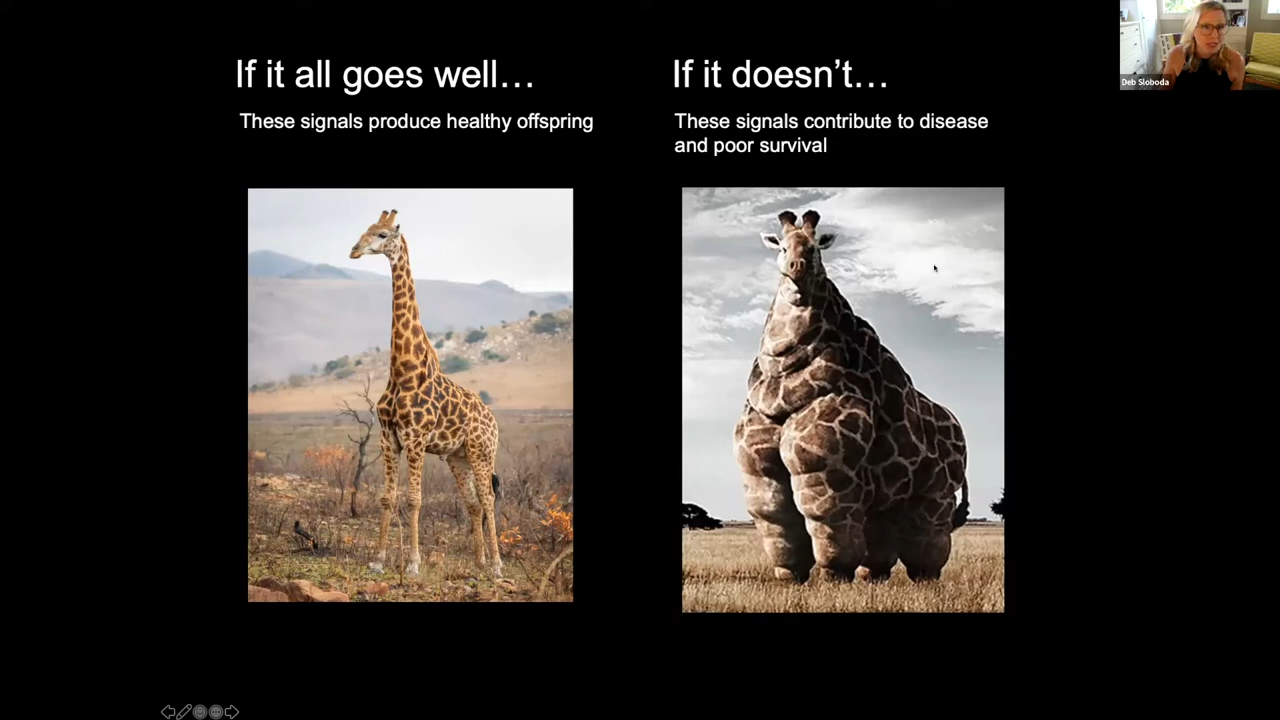 If it all goes well…
These signals produce healthy offspring
If it doesn’t…
These signals contribute to disease
and poor survival
Deb Sloboda